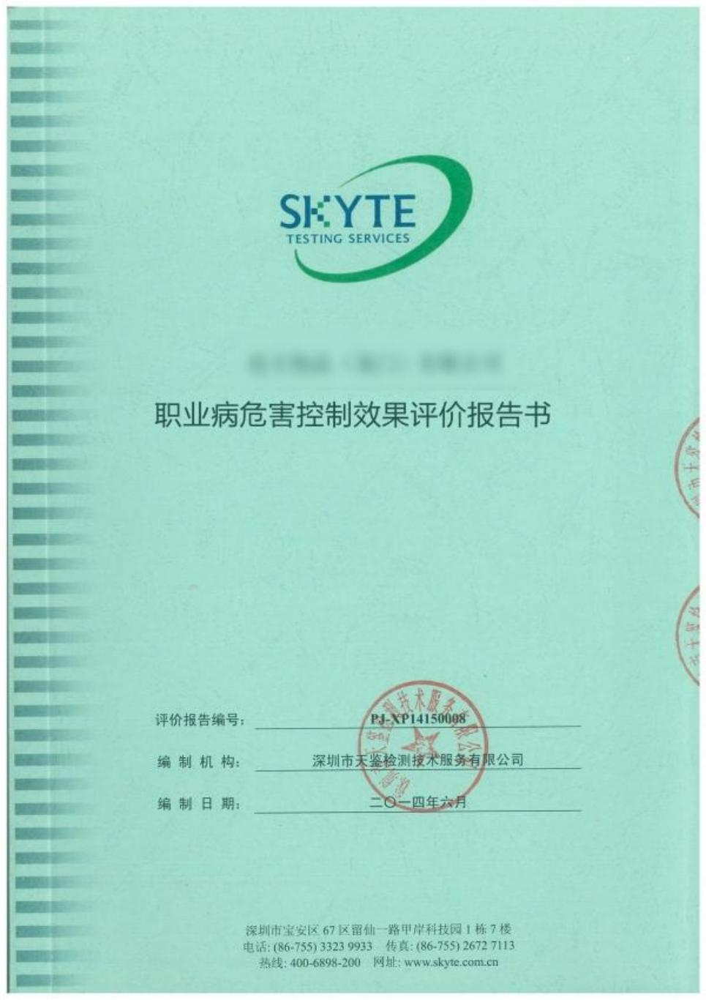 SKYTE
TESTING SERVICES
职业病危害控制效果评价报告书
评价报告编号: PJ-XP14150008
编 制 机 构: 深圳市天鉴检测技术服务有限公司
编 制 日 期: 二〇一四年六月
深圳市宝安区 67 区留仙一路甲岸科技园 1 栋 7 楼
电话: (86-755) 3323 9933 传真: (86-755) 2672 7113
热线: 400-6898-200 网址: www.skyte.com.cn